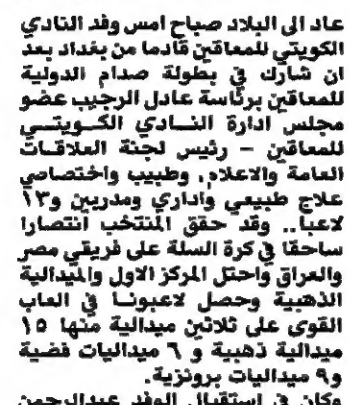 عاد الى البلاد صباح امس وفد النادي
الكويتي للمعاقين قادما من بغداد بعد
ان شارك في بطولة صدام الدولية
للمعاقين برئاسة عادل الرجيب عضو
مجلس ادارة النادي الكويتي
للمعاقين – رئيس لجنة العلاقات
العامة والاعلام، وطبيب واختصاصي
علاج طبيعي واداري ومدربين و١٣
لاعبا.. وقد حقق المنتخب انتصارا
ساحقا في كرة السلة على فريقي مصر
والعراق واحتل المركز الاول والميدالية
الذهبية وحصل لاعبونا في العاب
القوى على ثلاثين ميدالية منها ١٥
ميدالية ذهبية و ٦ ميداليات فضية
و٩ ميداليات برونزية.
وكان في استقبال الوفد عبدالرحمن